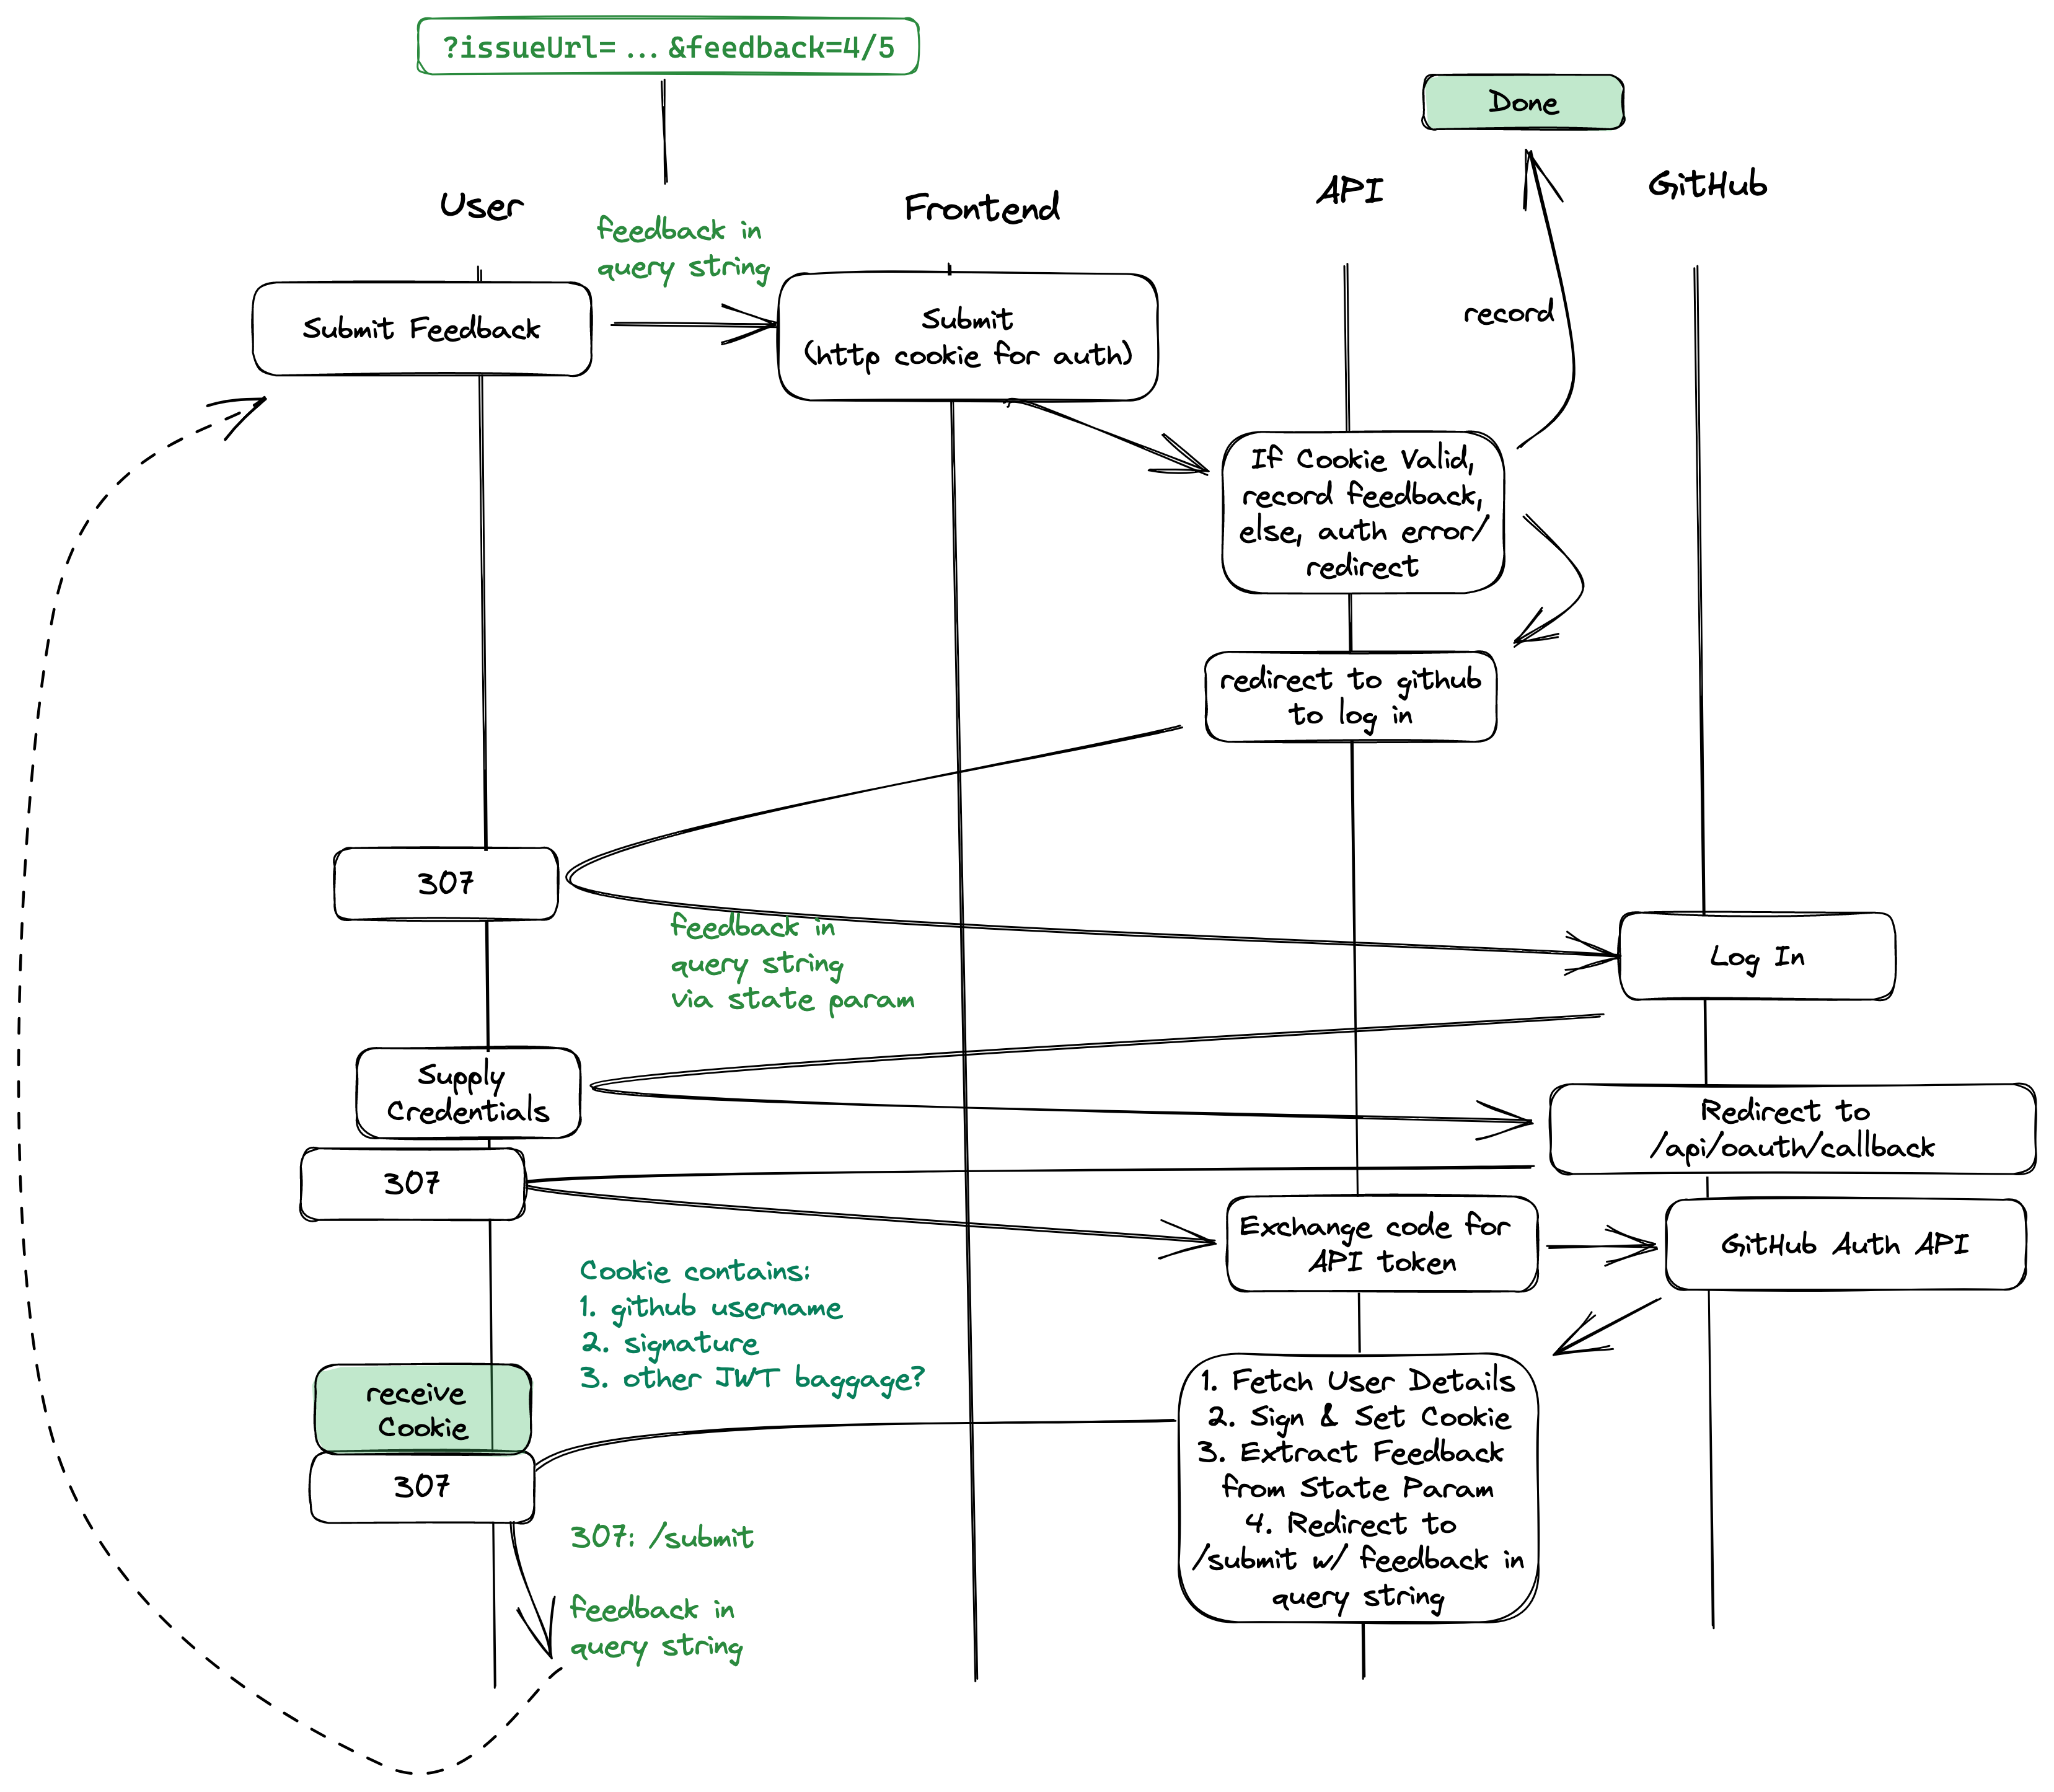 ?issueUrl= ... &feedback=4/5
Done
User
Frontend
API
GitHub
feedback in
query string
Submit Feedback
Submit
(http cookie for auth)
record
If Cookie Valid,
record feedback,
else, auth error/
redirect
redirect to github
to log in
307
feedback in
query string
via state param
Log In
Supply
Credentials
Redirect to
/api/oauth/callback
307
Exchange code for
API token
GitHub Auth API
Cookie contains:
1. github username
2. signature
3. other JWT baggage?
receive
Cookie
307
1. Fetch User Details
2. Sign & Set Cookie
3. Extract Feedback
from State Param
4. Redirect to
/submit w/ feedback in
query string
307: /submit
feedback in
query string